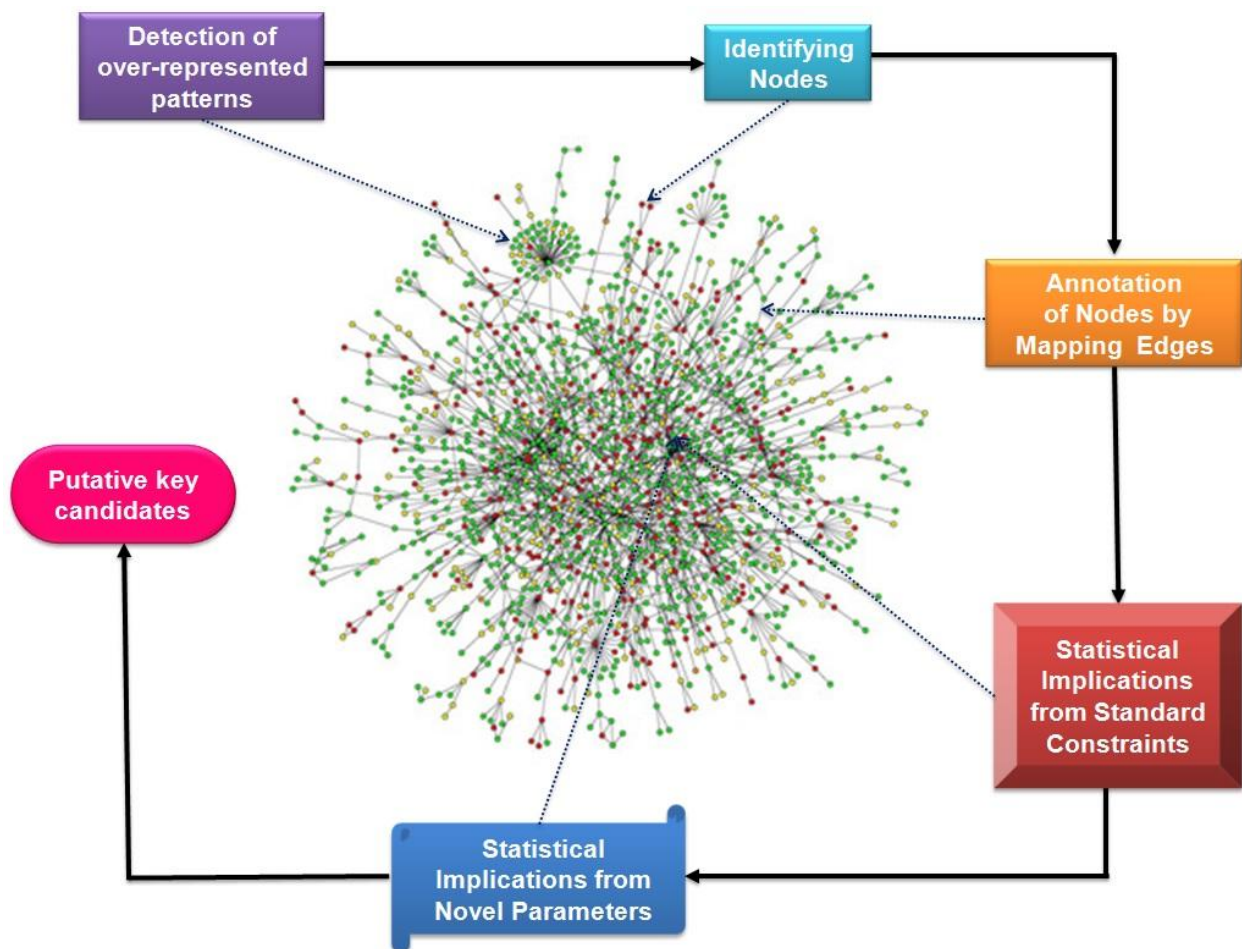 Detection of
over-represented
patterns
Identifying
Nodes
Annotation
of Nodes by
Mapping Edges
Statistical
Implications
from Standard
Constraints
Statistical
Implications from
Novel Parameters
Putative key
candidates